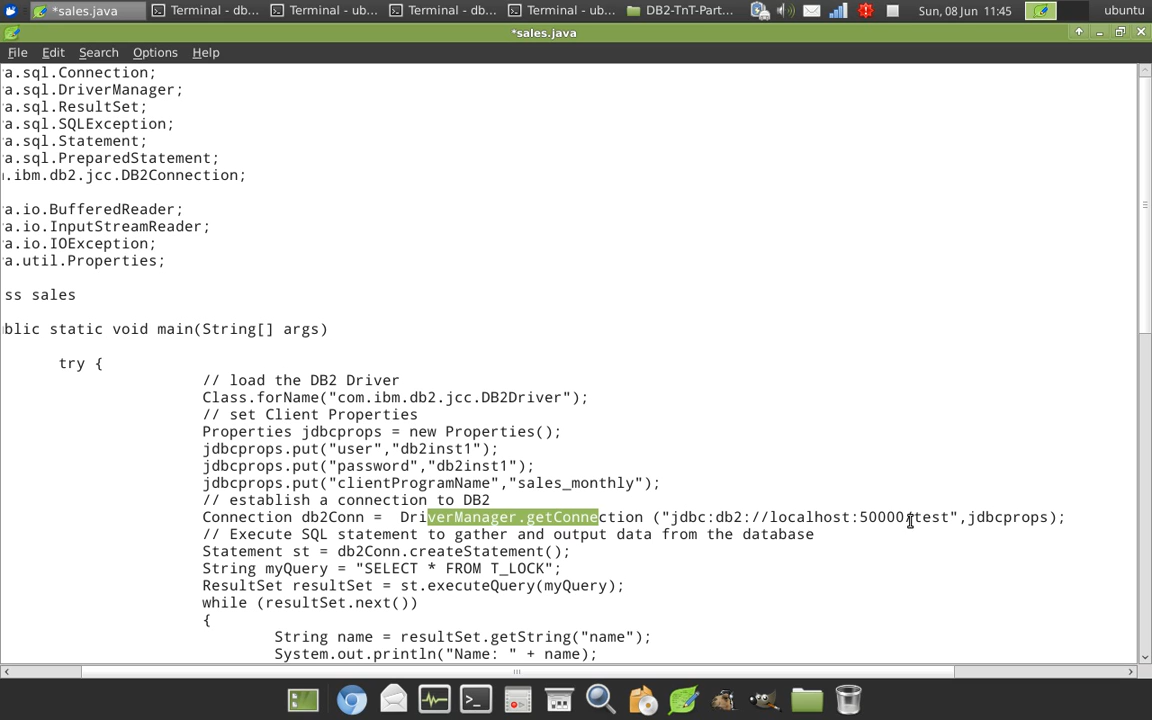 *sales.java
Terminal - db...
Terminal - ub...
Terminal - db...
Terminal - ub...
DB2-TnT-Part...
Sun, 08 Jun 11:45
ubuntu
*sales.java
File Edit Search Options Help
a.sql.Connection;
a.sql.DriverManager;
a.sql.ResultSet;
a.sql.SQLException;
a.sql.Statement;
a.sql.PreparedStatement;
.ibm.db2.jcc.DB2Connection;
a.io.BufferedReader;
a.io.InputStreamReader;
a.io.IOException;
a.util.Properties;
ss sales
blic static void main(String[] args)
try {
// load the DB2 Driver
Class.forName("com.ibm.db2.jcc.DB2Driver");
// set Client Properties
Properties jdbcprops = new Properties();
jdbcprops.put("user","db2inst1");
jdbcprops.put("password","db2inst1");
jdbcprops.put("clientProgramName","sales_monthly");
// establish a connection to DB2
Connection db2Conn =  DriverManager.getConnection ("jdbc:db2://localhost:50000/test",jdbcprops);
// Execute SQL statement to gather and output data from the database
Statement st = db2Conn.createStatement();
String myQuery = "SELECT * FROM T_LOCK";
ResultSet resultSet = st.executeQuery(myQuery);
while (resultSet.next())
{
String name = resultSet.getString("name");
System.out.println("Name: " + name);